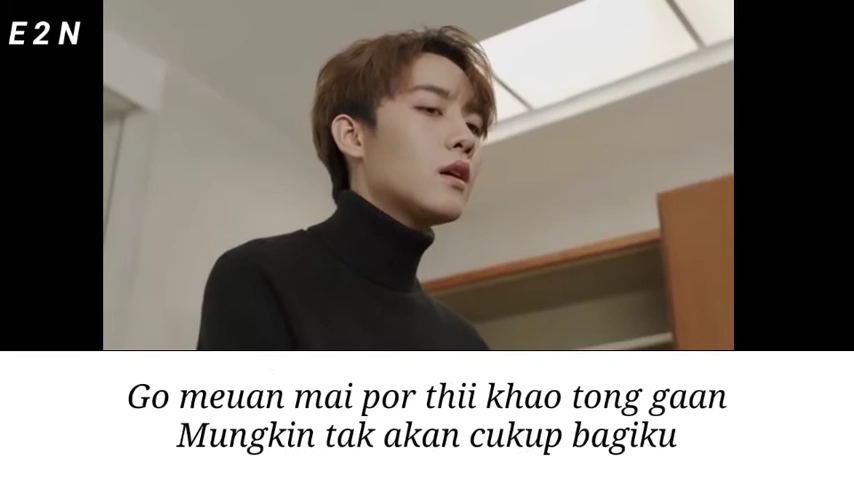 E2N
Go meuan mai por thii khao tong gaan
Mungkin tak akan cukup bagiku